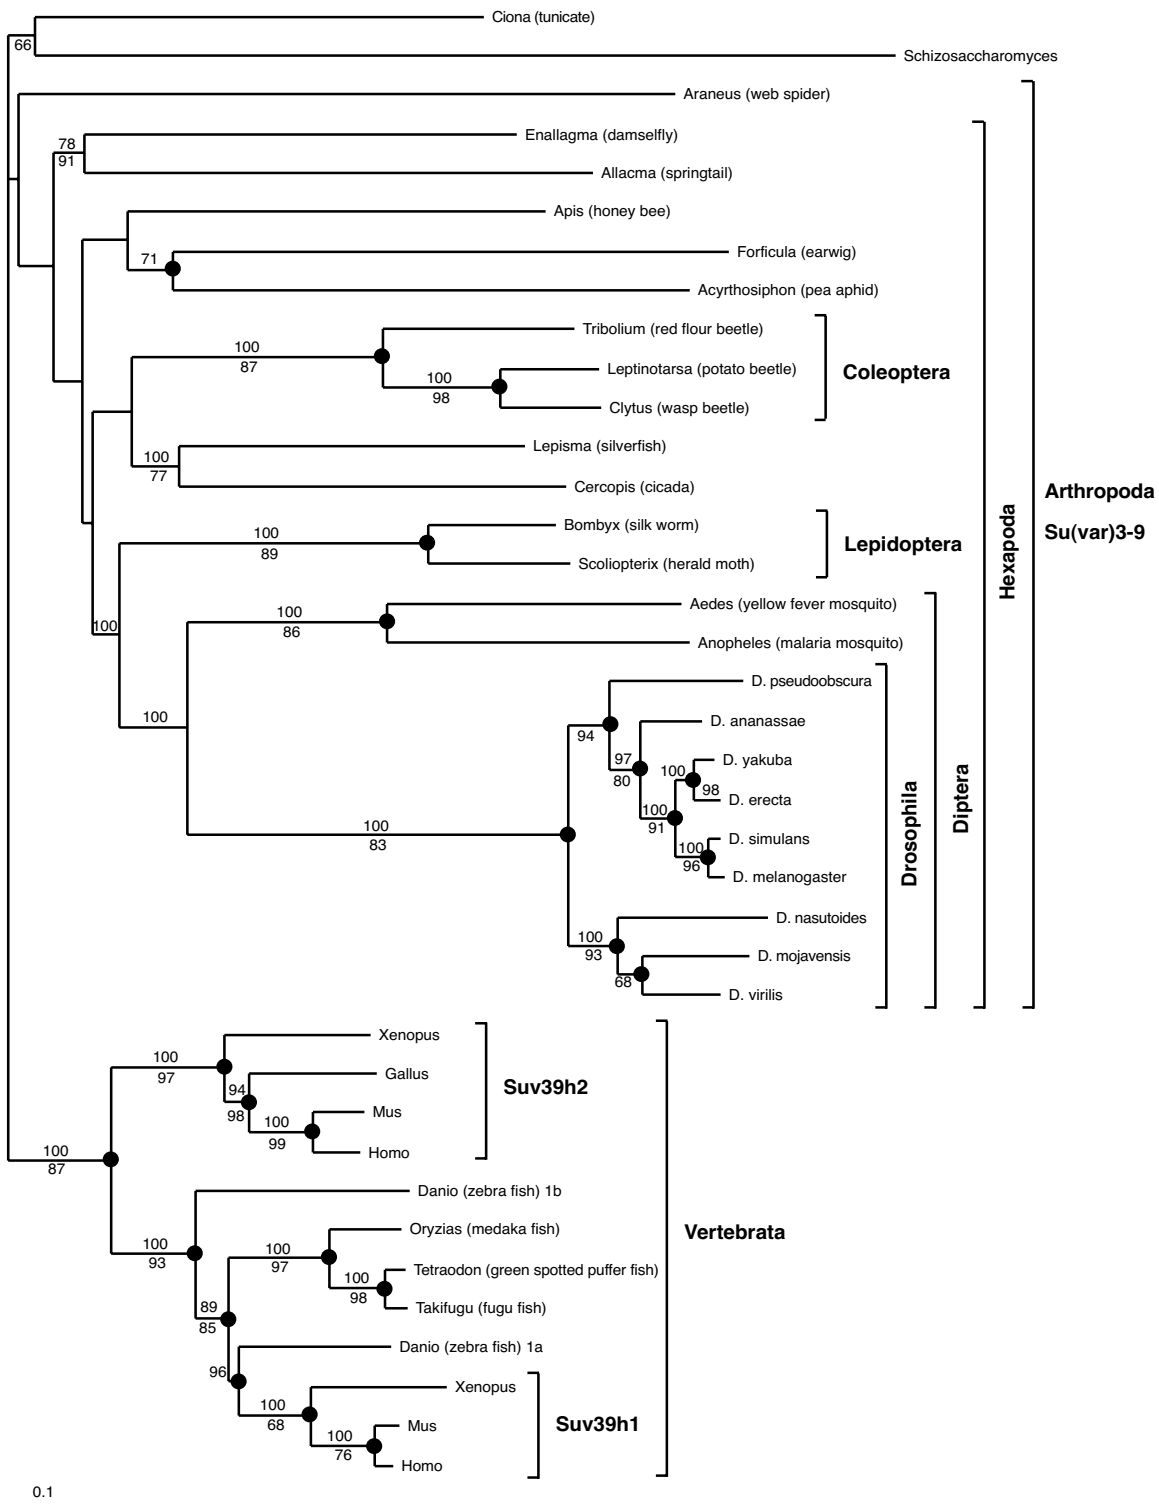 Ciona (tunicate)
66
Schizosaccharomyces
Araneus (web spider)
Enallagma (damselfly)
78
91
Allacma (springtail)
Apis (honey bee)
Forficula (earwig)
71
Acyrthosiphon (pea aphid)
Tribolium (red flour beetle)
100
87
Leptinotarsa (potato beetle)
Coleoptera
100
98
Clytus (wasp beetle)
Lepisma (silverfish)
100
77
Cercopis (cicada)
Arthropoda
Su(var)3-9
Hexapoda
Bombyx (silk worm)
100
89
Lepidoptera
Scoliopterix (herald moth)
Aedes (yellow fever mosquito)
100
86
100
Anopheles (malaria mosquito)
D. pseudoobscura
100
D. ananassae
94
97
80
D. yakuba
100
98
D. erecta
Diptera
Drosophila
100
91
100
83
D. simulans
100
96
D. melanogaster
D. nasutoides
100
93
D. mojavensis
68
D. virilis
Xenopus
100
97
Gallus
Suv39h2
94
98
Mus
100
99
Homo
100
87
Danio (zebra fish) 1b
Oryzias (medaka fish)
Vertebrata
100
93
100
97
Tetraodon (green spotted puffer fish)
100
98
Takifugu (fugu fish)
89
85
Danio (zebra fish) 1a
96
Xenopus
100
68
Mus
Suv39h1
100
76
Homo
0.1